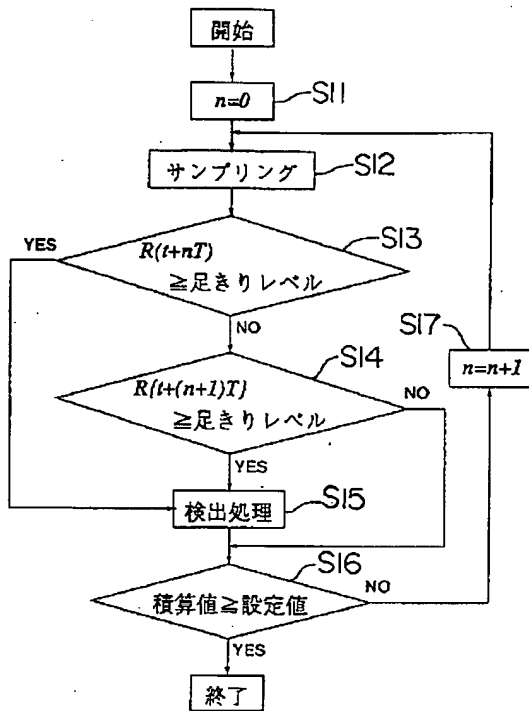 開始
n=0
S11
サンプリング
S12
YES
R(t+nT)
≧足きりレベル
S13
NO
S14
R{t+(n+1)T}
≧足きりレベル
NO
S17
n=n+1
YES
検出処理
S15
S16
積算値≧設定値
NO
YES
終了